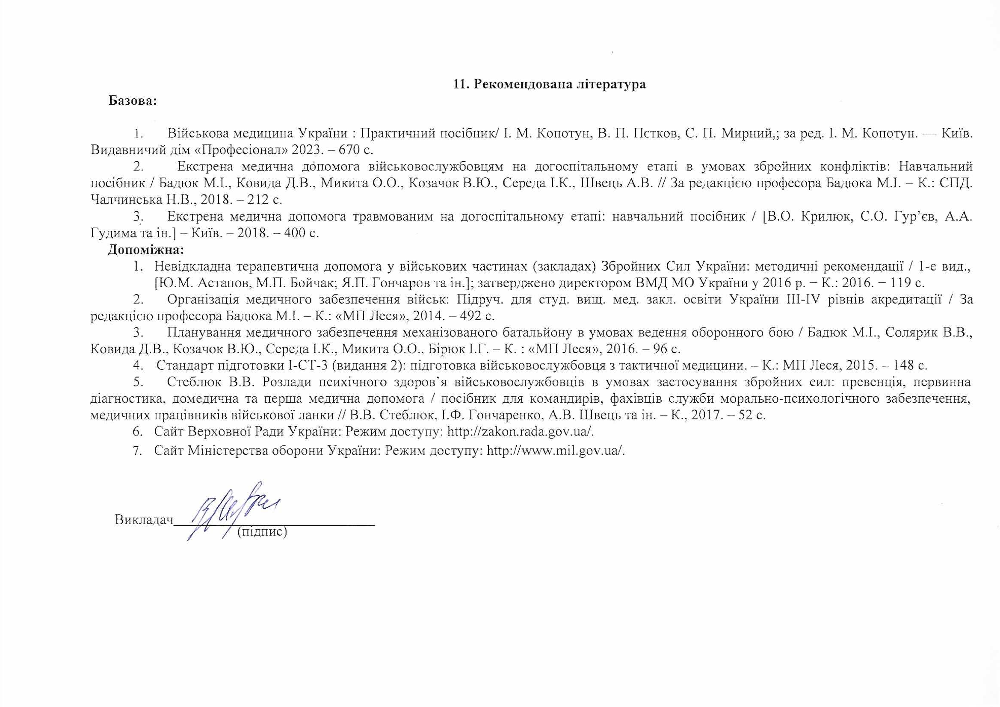 11. Рекомендована література
Базова:
1. Військова медицина України : Практичний посібник/ І. М. Копотун, В. П. Пєтков, С. П. Мирний,; за ред. І. М. Копотун. — Київ.
Видавничий дім «Професіонал» 2023. – 670 с.
2. Екстрена медична допомога військовослужбовцям на догоспітальному етапі в умовах збройних конфліктів: Навчальний
посібник / Бадюк М.І., Ковида Д.В., Микита О.О., Козачок В.Ю., Середа І.К., Швець А.В. // За редакцією професора Бадюка М.І. – К.: СПД.
Чалчинська Н.В., 2018. – 212 с.
3. Екстрена медична допомога травмованим на догоспітальному етапі: навчальний посібник / [В.О. Крилюк, С.О. Гур’єв, А.А.
Гудима та ін.] – Київ. – 2018. – 400 с.
Допоміжна:
1. Невідкладна терапевтична допомога у військових частинах (закладах) Збройних Сил України: методичні рекомендації / 1-е вид.,
[Ю.М. Астапов, М.П. Бойчак; Я.П. Гончаров та ін.]; затверджено директором ВМД МО України у 2016 р. − К.: 2016. − 119 с.
2. Організація медичного забезпечення військ: Підруч. для студ. вищ. мед. закл. освіти України III-IV рівнів акредитації / За
редакцією професора Бадюка М.І. – К.: «МП Леся», 2014. – 492 с.
3. Планування медичного забезпечення механізованого батальйону в умовах ведення оборонного бою / Бадюк М.І., Солярик В.В.,
Ковида Д.В., Козачок В.Ю., Середа І.К., Микита О.О., Бірюк І.Г. – К. : «МП Леся», 2016. – 96 с.
4. Стандарт підготовки І-СТ-3 (видання 2): підготовка військовослужбовця з тактичної медицини. – К.: МП Леся, 2015. – 148 с.
5. Стеблюк В.В. Розлади психічного здоров’я військовослужбовців в умовах застосування збройних сил: превенція, первинна
діагностика, домедична та перша медична допомога / посібник для командирів, фахівців служби морально-психологічного забезпечення,
медичних працівників військової ланки // В.В. Стеблюк, І.Ф. Гончаренко, А.В. Швець та ін. – К., 2017. – 52 с.
6. Сайт Верховної Ради України: Режим доступу: http://zakon.rada.gov.ua/.
7. Сайт Міністерства оборони України: Режим доступу: http://www.mil.gov.ua/.
Викладач
(підпис)